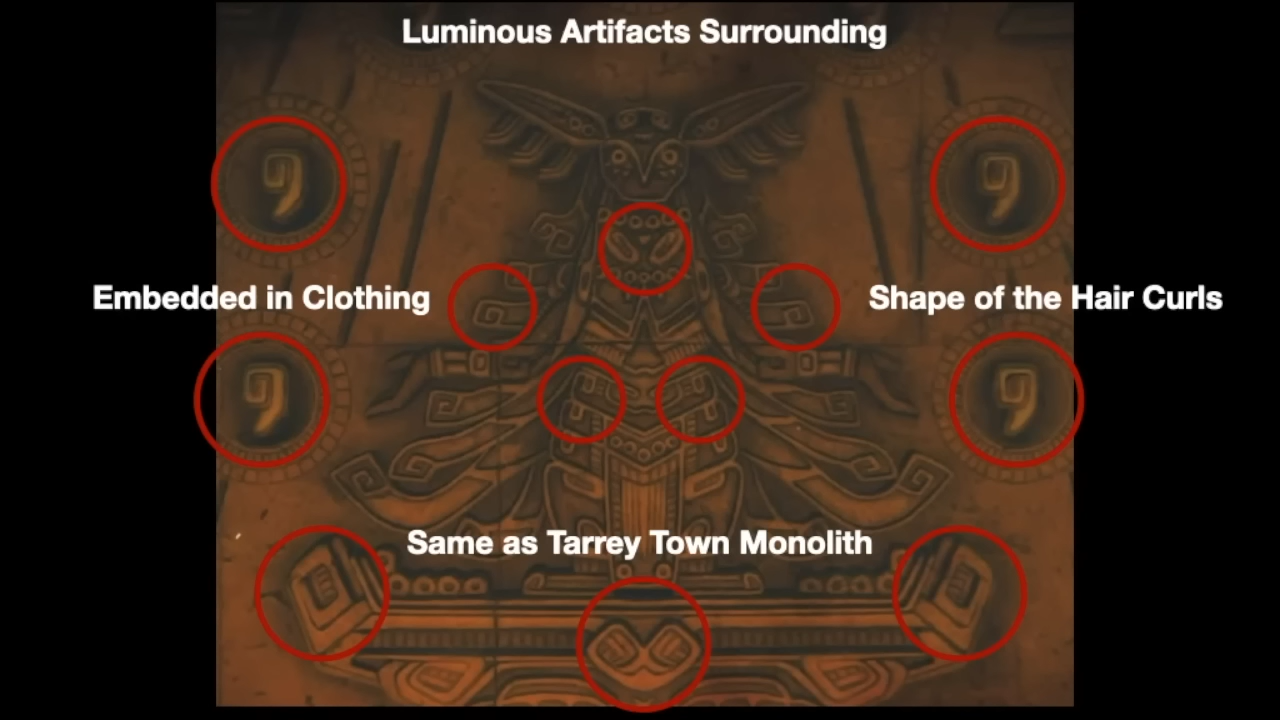 Luminous Artifacts Surrounding
Embedded in Clothing
Shape of the Hair Curls
Same as Tarrey Town Monolith